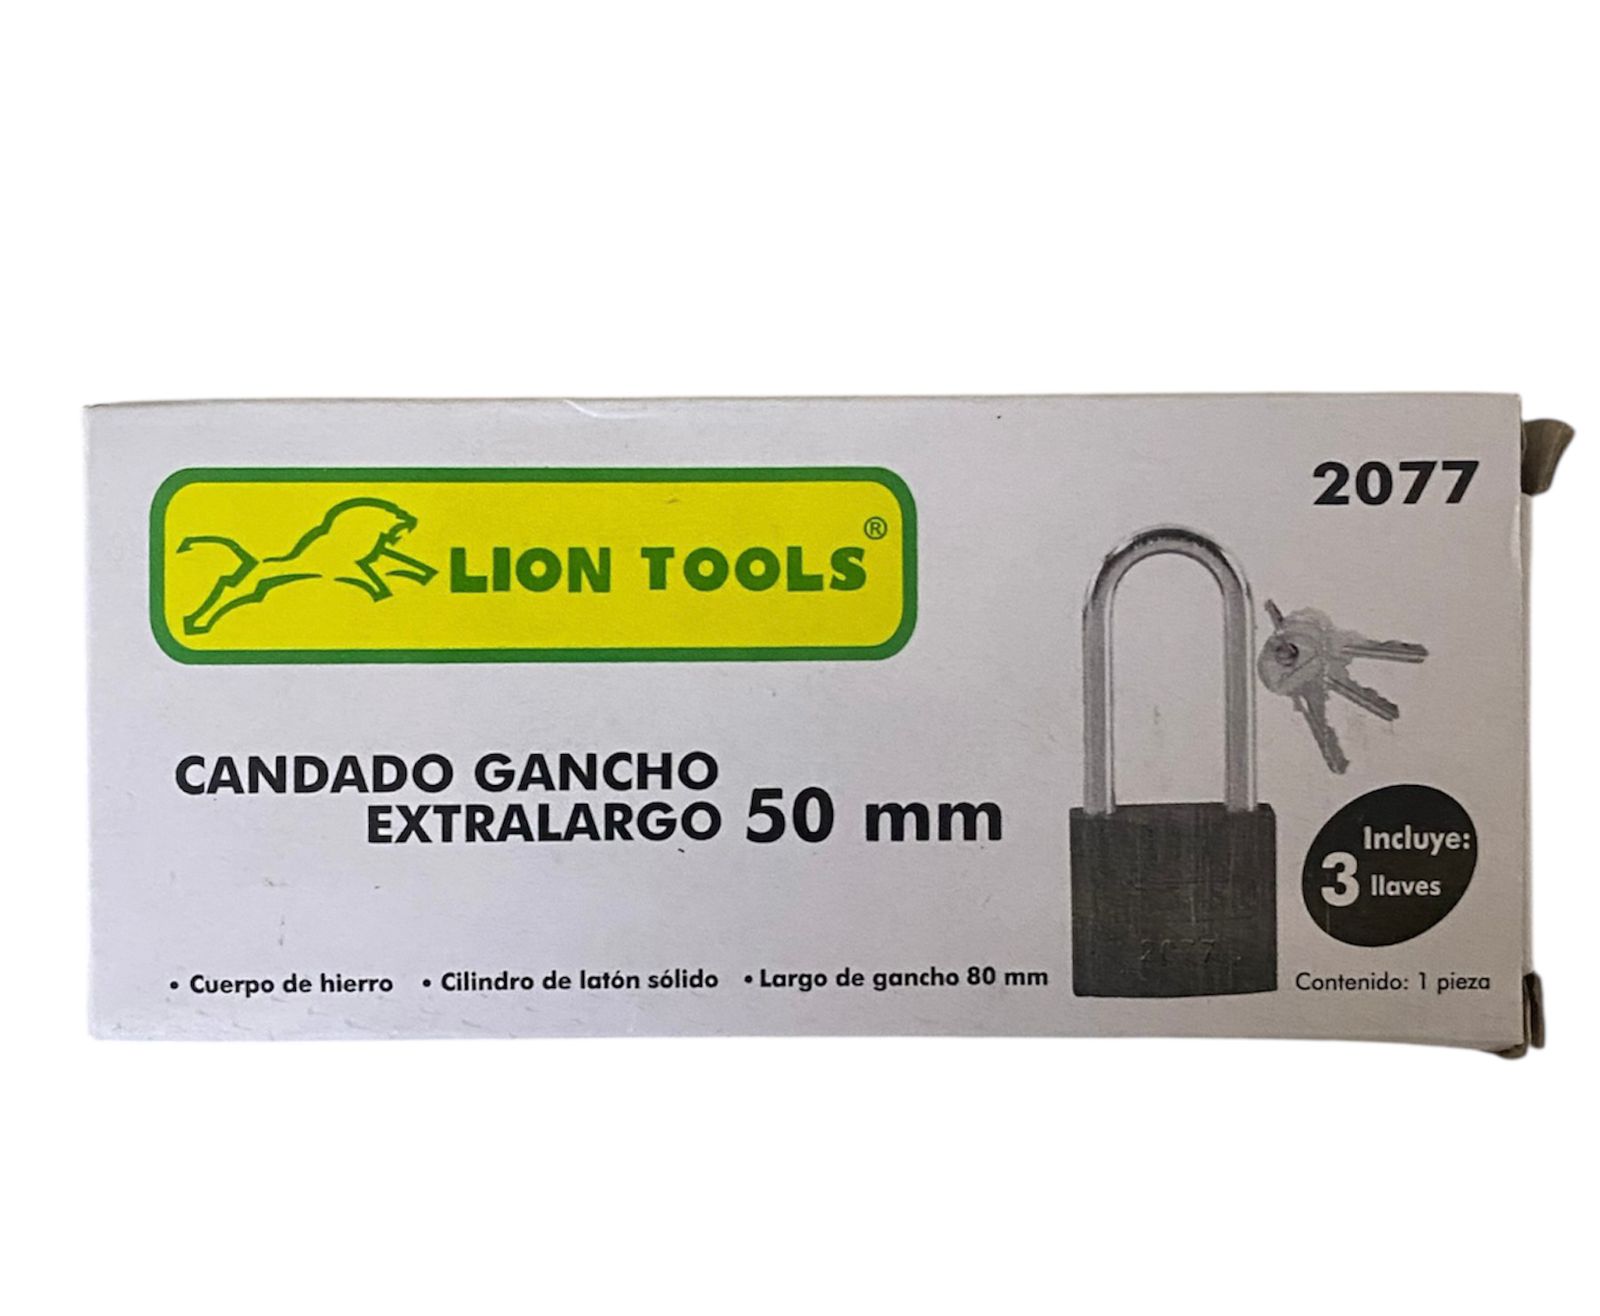 2077
LION TOOLS®
CANDADO GANCHO
EXTRALARGO 50 mm
Incluye:
3 llaves
• Cuerpo de hierro • Cilindro de latón sólido • Largo de gancho 80 mm
2077
Contenido: 1 pieza